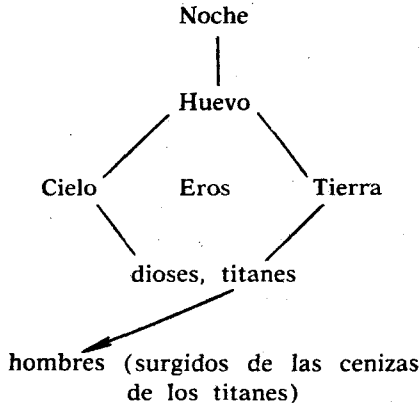 Noche
Huevo
Cielo Eros Tierra
dioses, titanes
hombres (surgidos de las cenizas
de los titanes)